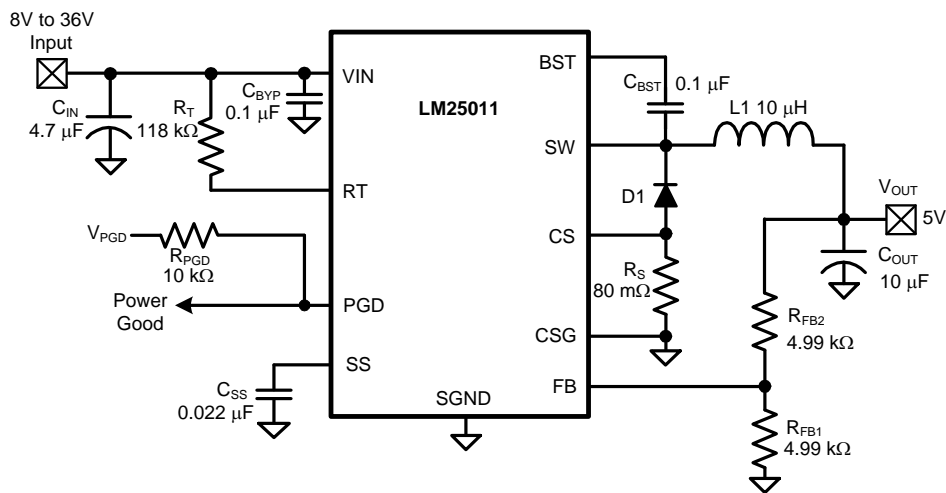 8V to 36V
Input
VIN
BST
C_BYP
0.1 μF
C_BST
0.1 μF
LM25011
L1 10 μH
C_IN
4.7 μF
R_T
118 kΩ
SW
V_OUT
5V
D1
RT
V_PGD
CS
R_PGD
10 kΩ
R_S
80 mΩ
C_OUT
10 μF
Power
Good
PGD
CSG
R_FB2
4.99 kΩ
SS
C_SS
0.022 μF
FB
SGND
R_FB1
4.99 kΩ